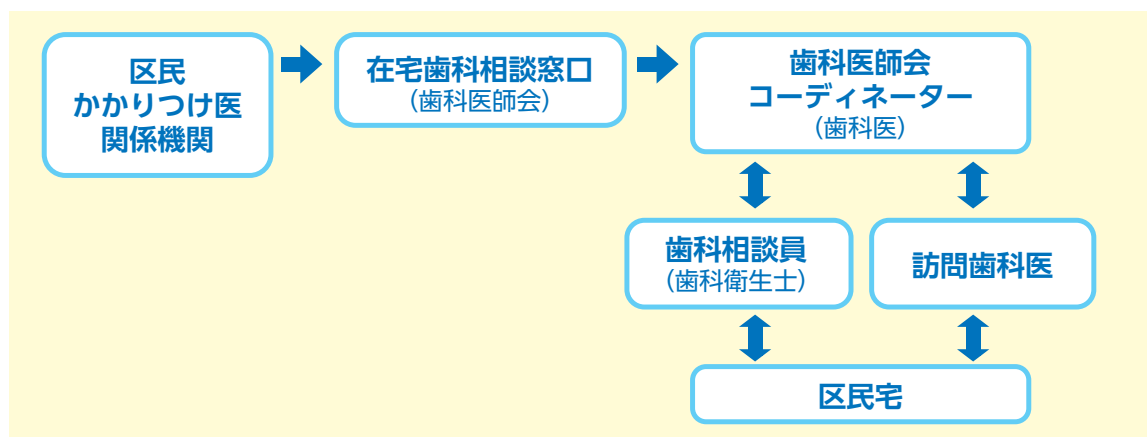 区民
かかりつけ医
関係機関
在宅歯科相談窓口
（歯科医師会）
歯科医師会
コーディネーター
（歯科医）
歯科相談員
（歯科衛生士）
訪問歯科医
区民宅